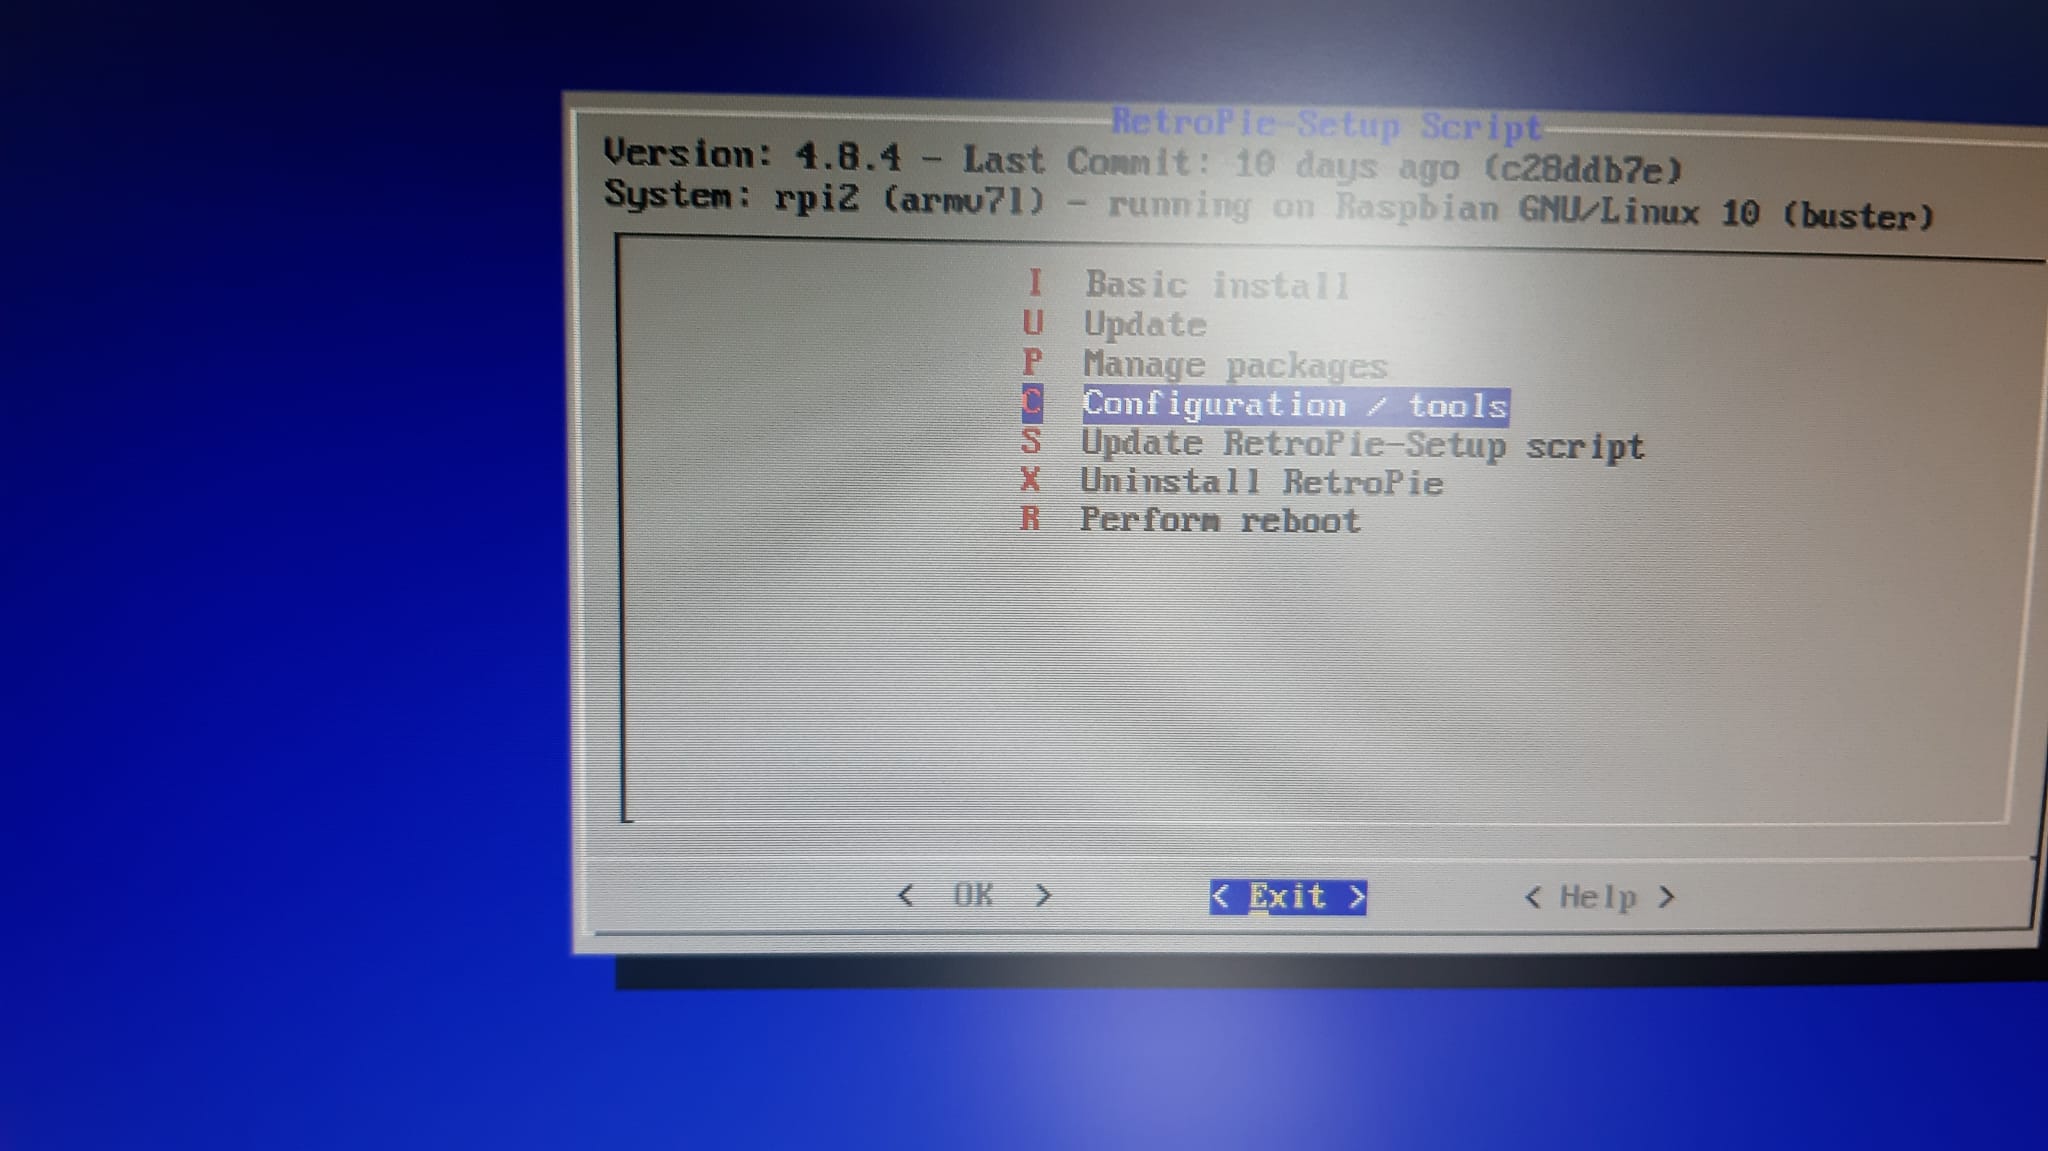 RetroPie-Setup Script
Version: 4.8.4 - Last Commit: 10 days ago (c28ddb7e)
System: rpi2 (armv7l) - running on Raspbian GNU/Linux 10 (buster)
I Basic install
U Update
P Manage packages
C Configuration / tools
S Update RetroPie-Setup script
X Uninstall RetroPie
R Perform reboot
< OK > < Exit > < Help >